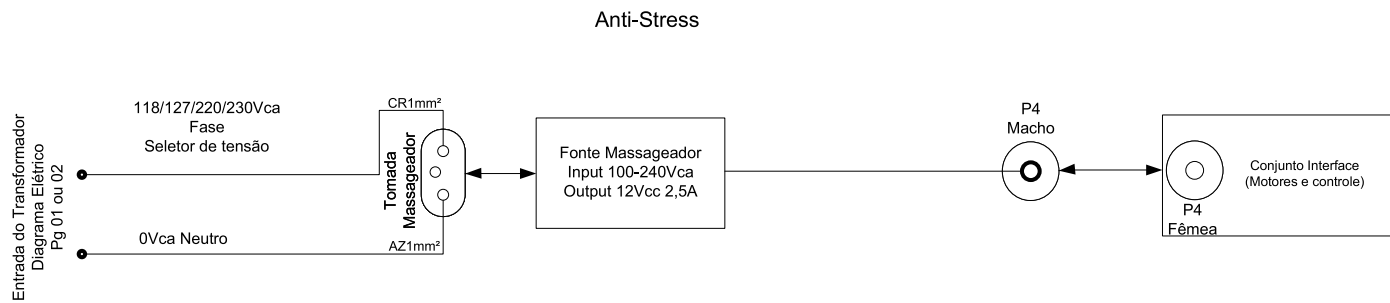 Anti-Stress
Entrada do Transformador
Diagrama Elétrico
Pg 01 ou 02
118/127/220/230Vca
Fase
Seletor de tensão
0Vca Neutro
CR1mm²
Tomada
Massageador
AZ1mm²
Fonte Massageador
Input 100-240Vca
Output 12Vcc 2,5A
P4
Macho
P4
Fêmea
Conjunto Interface
(Motores e controle)